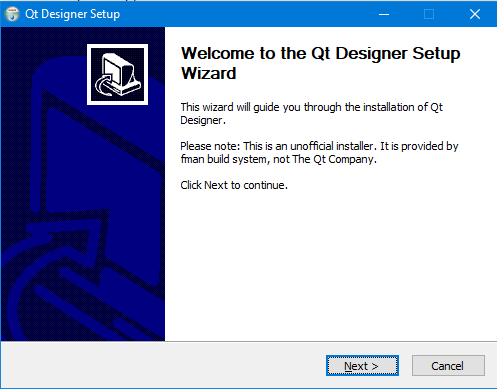 Qt Designer Setup
Welcome to the Qt Designer Setup
Wizard
This wizard will guide you through the installation of Qt
Designer.
Please note: This is an unofficial installer. It is provided by
fman build system, not The Qt Company.
Click Next to continue.
Next >
Cancel